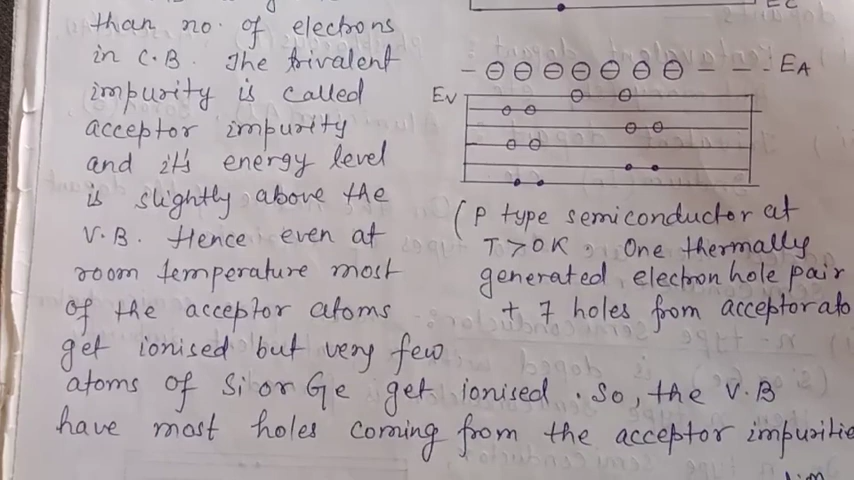 than no. of electrons
in C.B. The trivalent
impurity is called
acceptor impurity
and it's energy level
is slightly above the
V.B. Hence even at
room temperature most
of the acceptor atoms
get ionised but very few
atoms of Si or Ge get ionised. So, the V.B
have most holes coming from the acceptor impuritie
EC
EA
EV
(P type semiconductor at
T>0K. One thermally
generated electron hole pair
+ 7 holes from acceptor ato